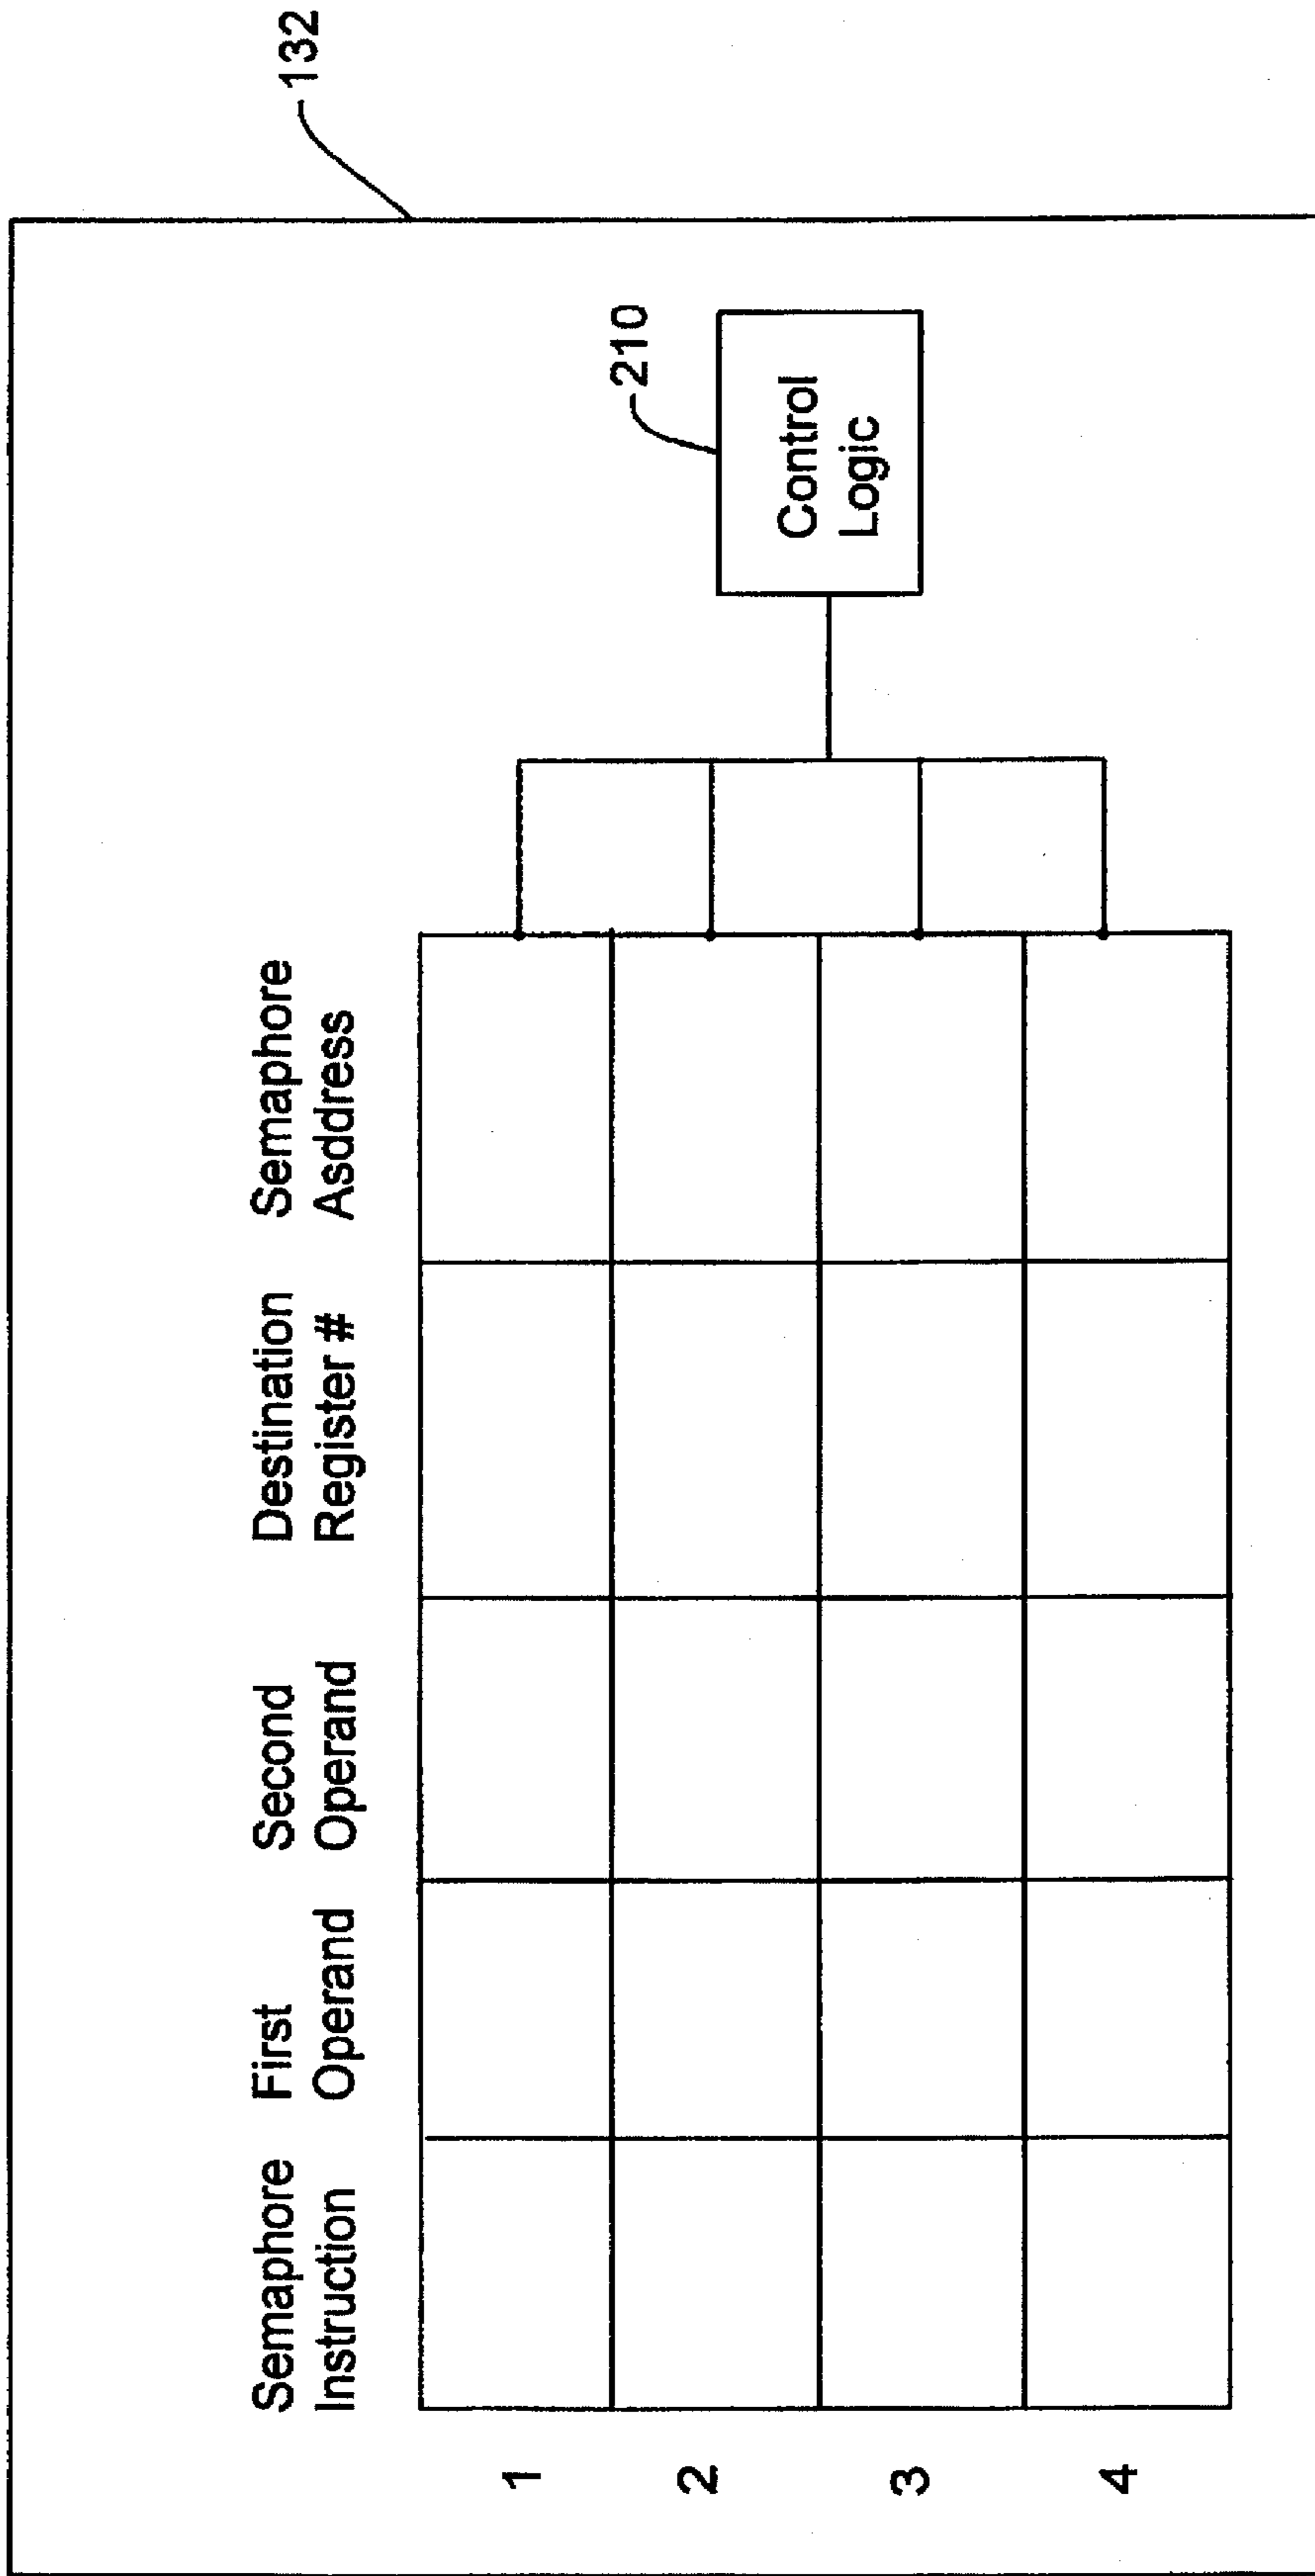 132
Semaphore
Instruction
First
Operand
Second
Operand
Destination
Register #
Semaphore
Asddress
210
Control
Logic
1
2
3
4